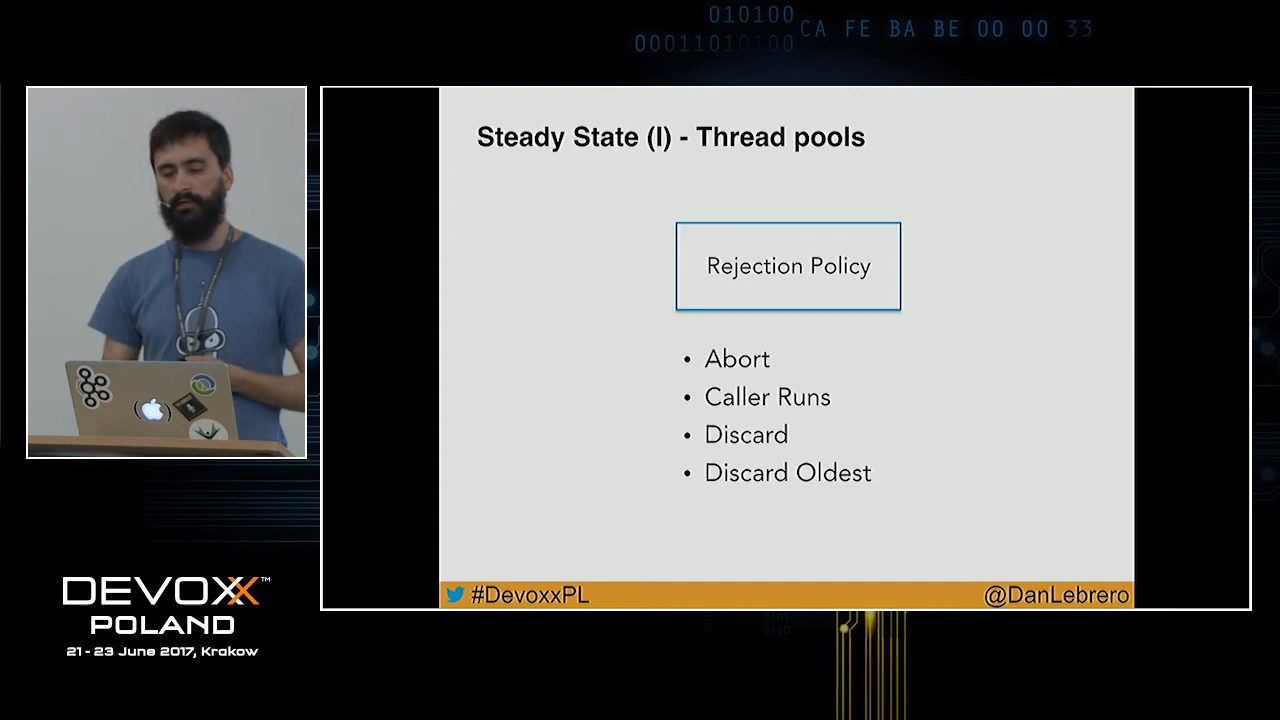 010100
00011010100
CA FE BA BE 00 00 33
Steady State (I) - Thread pools
Rejection Policy
• Abort
• Caller Runs
• Discard
• Discard Oldest
#DevoxxPL
@DanLebrero
DEVOXX™
POLAND
21 - 23 June 2017, Krakow